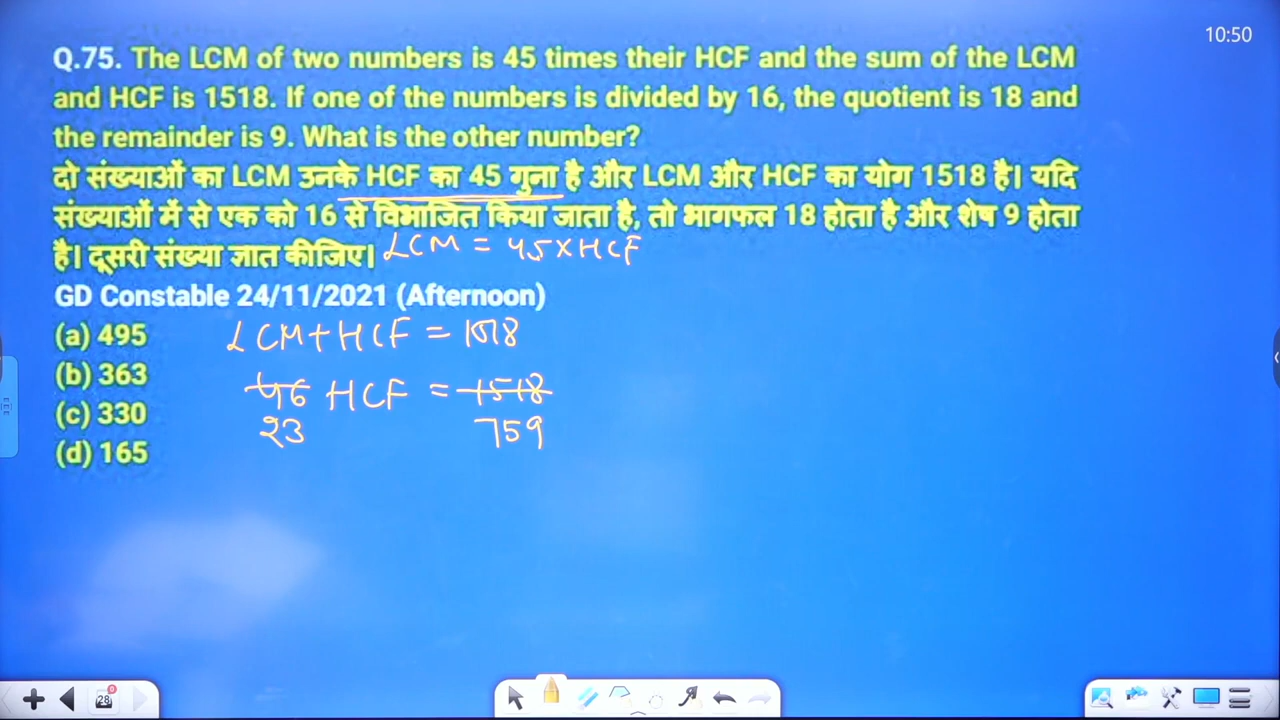 10:50
Q.75. The LCM of two numbers is 45 times their HCF and the sum of the LCM
and HCF is 1518. If one of the numbers is divided by 16, the quotient is 18 and
the remainder is 9. What is the other number?
दो संख्याओं का LCM उनके HCF का 45 गुना है और LCM और HCF का योग 1518 है। यदि
संख्याओं में से एक को 16 से विभाजित किया जाता है, तो भागफल 18 होता है और शेष 9 होता
है। दूसरी संख्या ज्ञात कीजिए। LCM = 45×HCF
GD Constable 24/11/2021 (Afternoon)
(a) 495 LCM+HCF = 1518
(b) 363 46 HCF = 1518
(c) 330 23 759
(d) 165
28